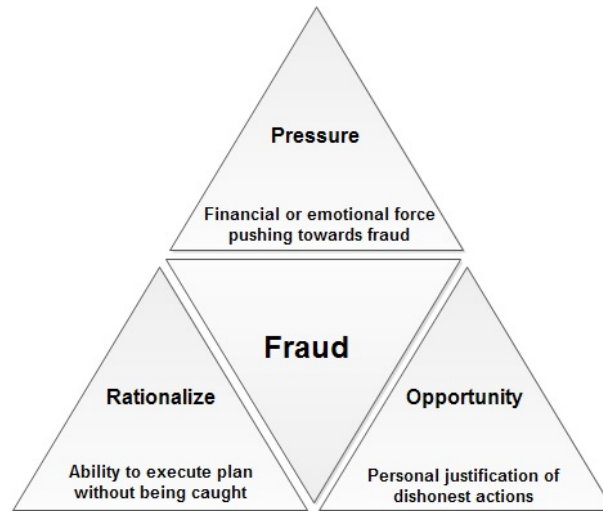 Pressure
Financial or emotional force
pushing towards fraud
Fraud
Rationalize
Ability to execute plan
without being caught
Opportunity
Personal justification of
dishonest actions